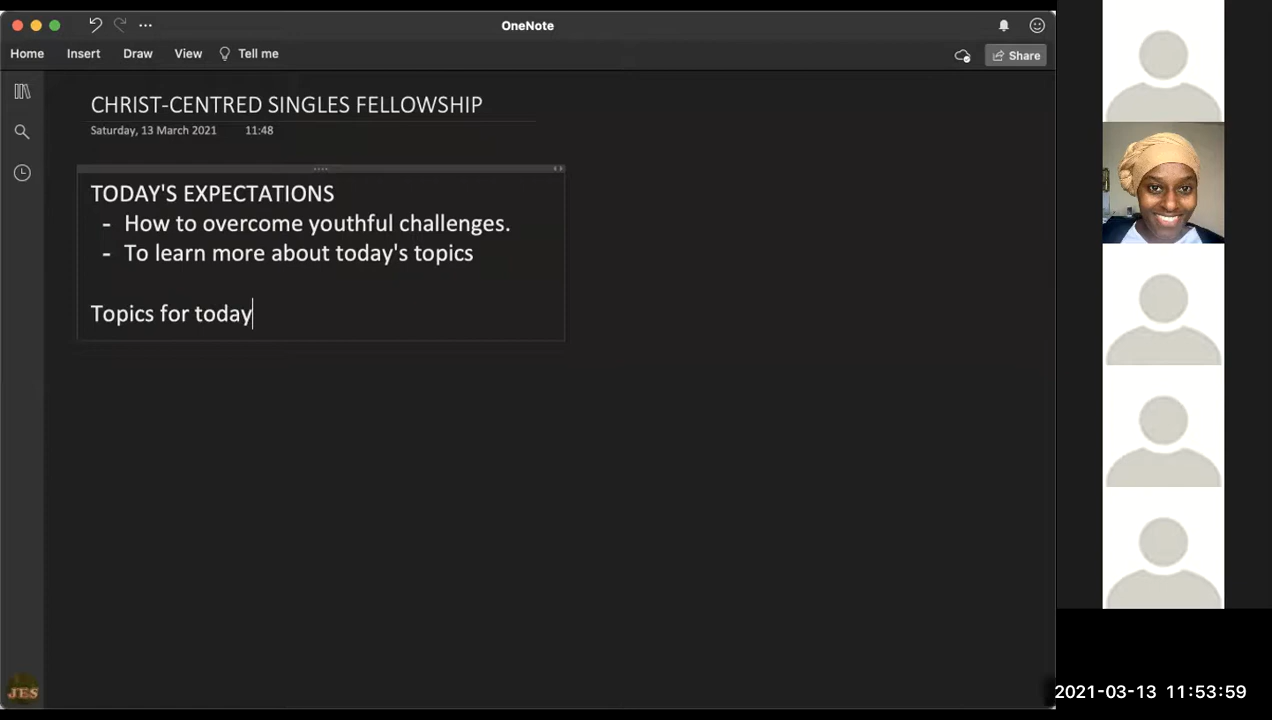 OneNote
Home Insert Draw View Tell me Share
CHRIST-CENTRED SINGLES FELLOWSHIP
Saturday, 13 March 2021 11:48
TODAY'S EXPECTATIONS
- How to overcome youthful challenges.
- To learn more about today's topics
Topics for today
JES
2021-03-13 11:53:59